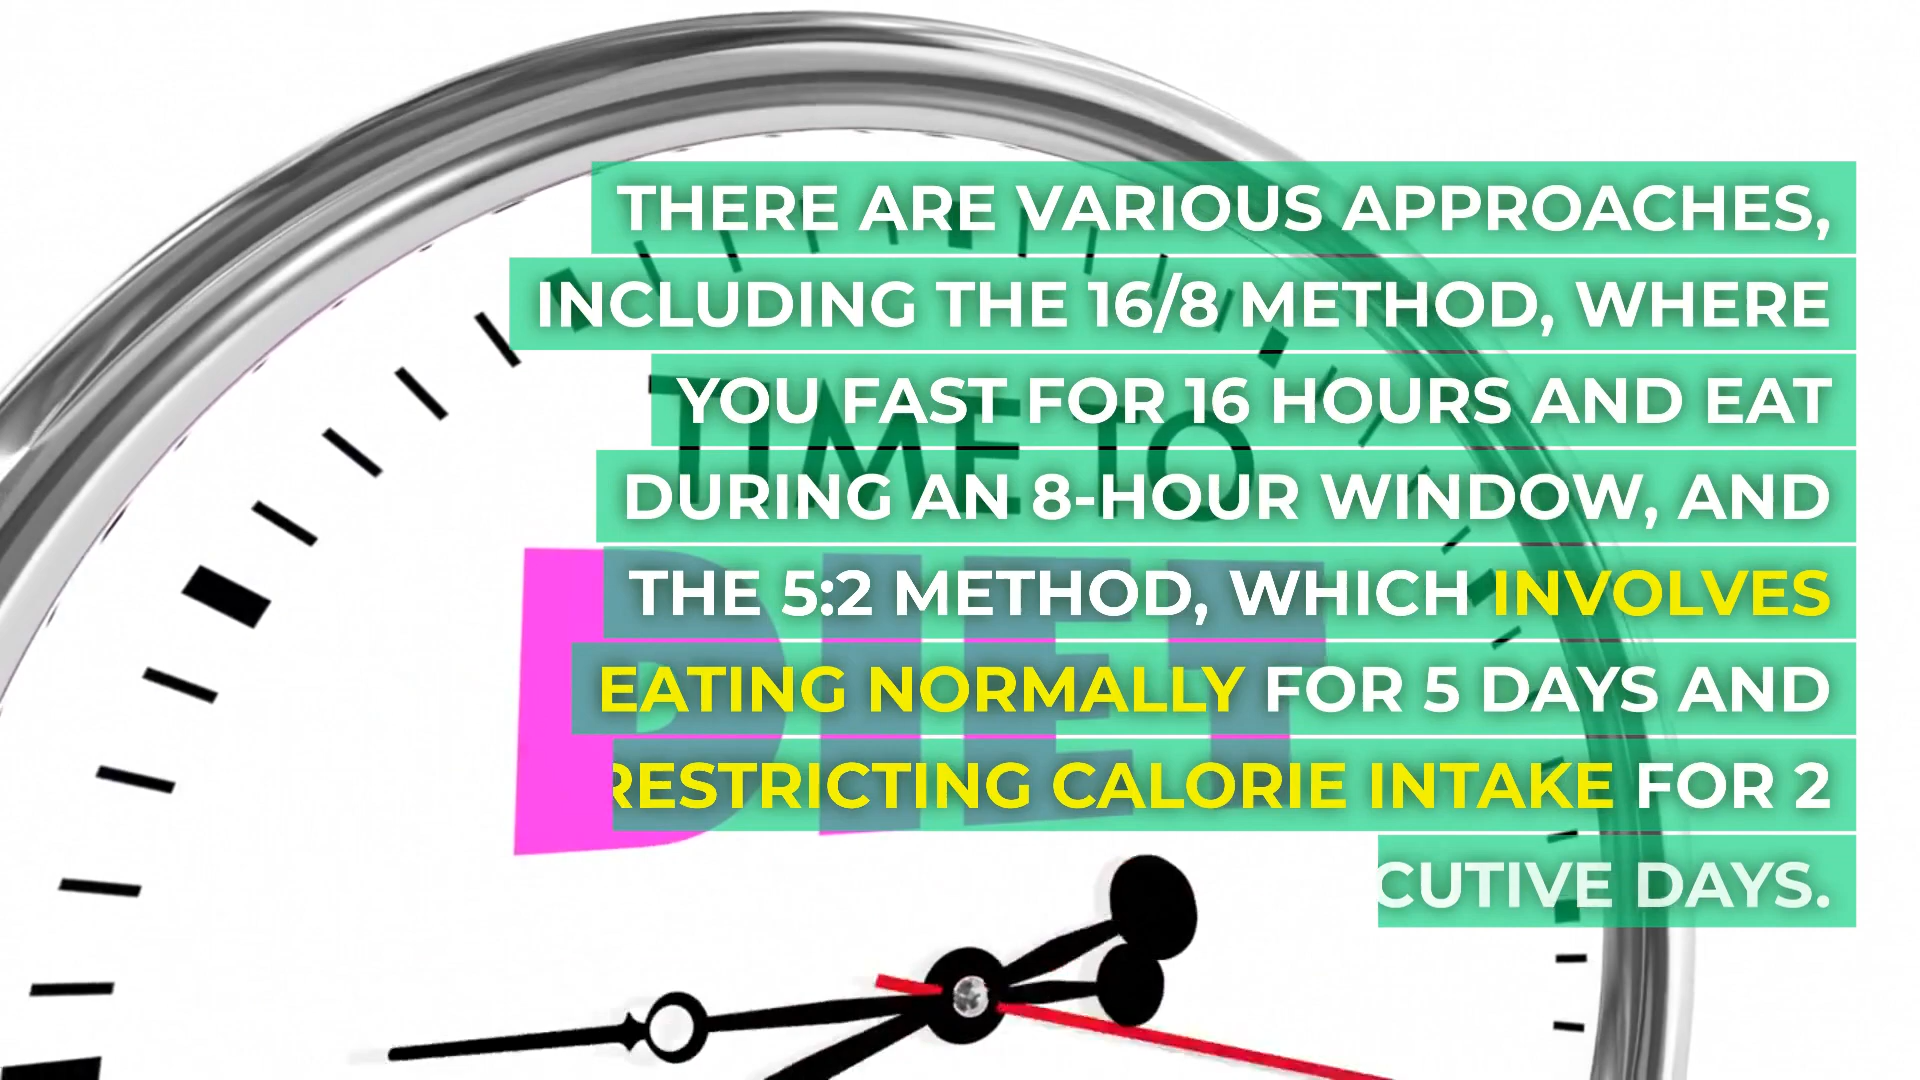 THERE ARE VARIOUS APPROACHES,
INCLUDING THE 16/8 METHOD, WHERE
YOU FAST FOR 16 HOURS AND EAT
DURING AN 8-HOUR WINDOW, AND
THE 5:2 METHOD, WHICH INVOLVES
EATING NORMALLY FOR 5 DAYS AND
RESTRICTING CALORIE INTAKE FOR 2
CUTIVE DAYS.
TIME TO
DIET